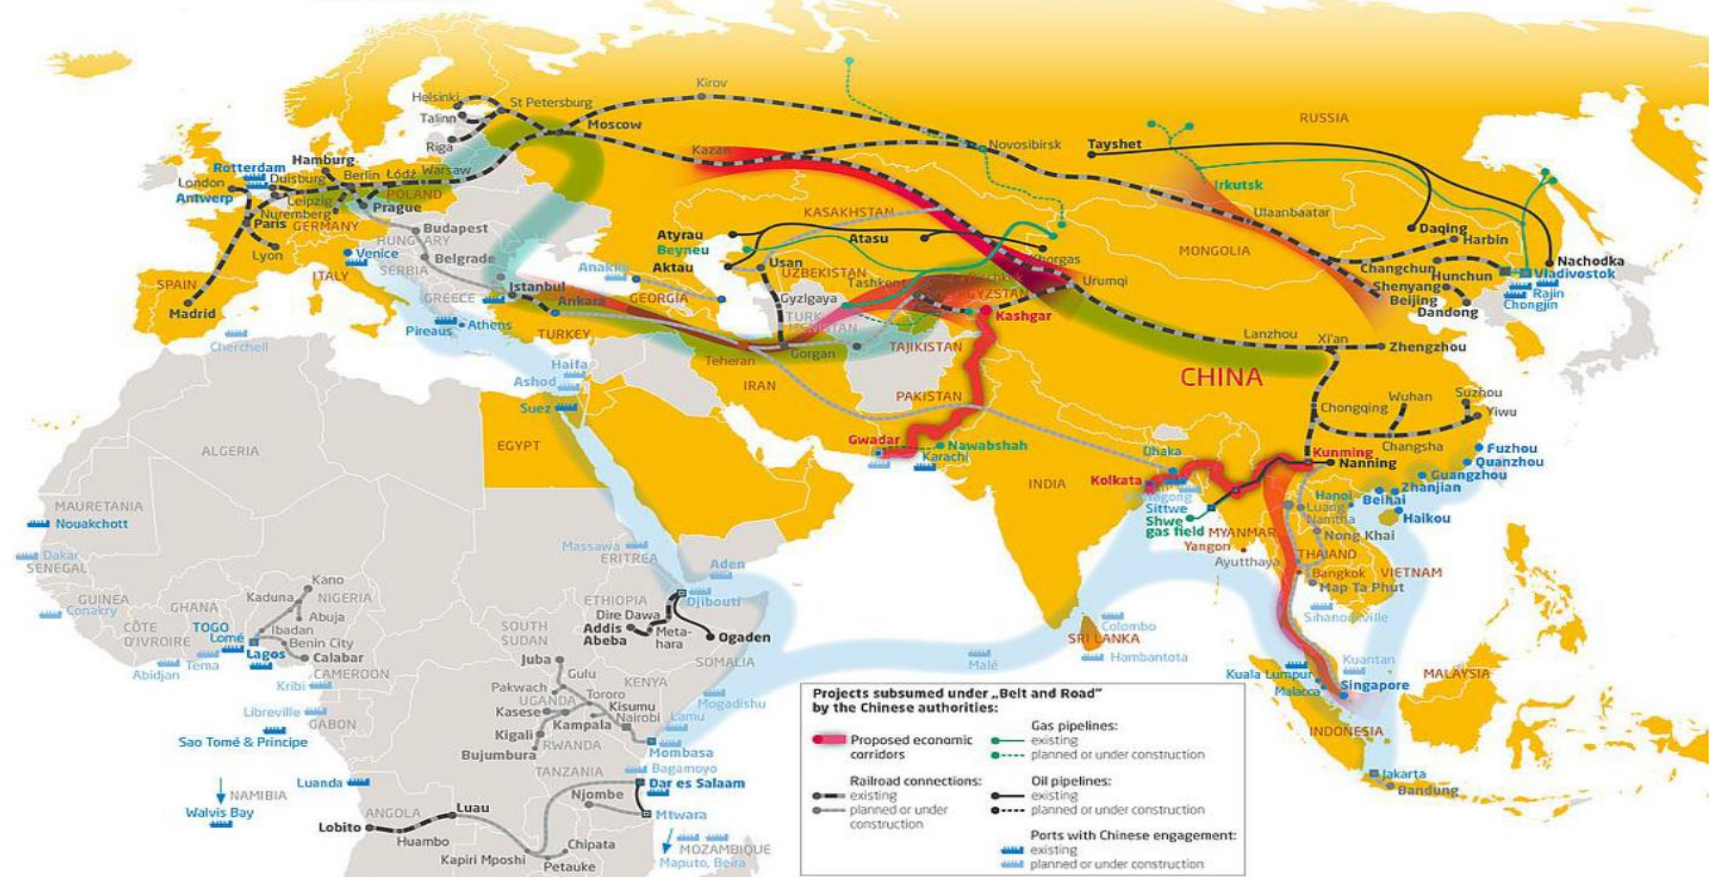 Helsinki
St Petersburg
Talinn
Riga
Moscow
Kirov
Kazan
Novosibirsk
Tayshet
RUSSIA
Irkutsk
Ulaanbaatar
Rotterdam
Hamburg
London
Duisburg
Berlin
Łódź
Warsaw
Antwerp
Leipzig
POLAND
Nuremberg
Prague
Paris
GERMANY
Lyon
Budapest
HUNGARY
Venice
Belgrade
ITALY
SERBIA
SPAIN
Madrid
GREECE
Istanbul
Ankara
Pireaus
Athens
TURKEY
Anaklia
GEORGIA
Cherchell
KASAKHSTAN
Atyrau
Beyneu
Atasu
Aktau
Usan
UZBEKISTAN
Tashkent
Khorgas
Urumqi
Gyzlgaya
TURK-
MENISTAN
Kashgar
Teheran
Gorgan
TAJIKISTAN
IRAN
PAKISTAN
MONGOLIA
Daqing
Harbin
Changchun
Hunchun
Nachodka
Vladivostok
Shenyang
Rajin
Chongjin
Beijing
Dandong
Lanzhou
Xi'an
Zhengzhou
CHINA
Chongqing
Wuhan
Suzhou
Yiwu
Changsha
Kunming
Nanning
Fuzhou
Quanzhou
Guangzhou
Zhanjian
Beihai
Haikou
Haifa
Ashod
Suez
EGYPT
Gwadar
Nawabshah
Karachi
Dhaka
Kolkata
INDIA
Sittwe
Shwe
gas field
MYANMAR
Yangon
Hanoi
Luang
Namtha
Nong Khai
Ayutthaya
THAILAND
Bangkok
VIETNAM
Map Ta Phut
Sihanoukville
ALGERIA
MAURETANIA
Nouakchott
Dakar
SENEGAL
GUINEA
Conakry
GHANA
CÔTE
D'IVROIRE
Abidjan
TOGO
Lomé
Tema
Lagos
Kano
Kaduna
NIGERIA
Abuja
Ibadan
Benin City
Calabar
CAMEROON
Kribi
Libreville
GABON
Sao Tomé & Principe
Luanda
NAMIBIA
Walvis Bay
ANGOLA
Lobito
Luau
Huambo
Kapiri Mposhi
Chipata
Petauke
Massawa
ERITREA
Aden
ETHIOPIA
Djibouti
Dire Dawa
Addis
Abeba
Meta-
hara
Ogaden
SOUTH
SUDAN
SOMALIA
Juba
Gulu
KENYA
Pakwach
Tororo
UGANDA
Kisumu
Kasese
Nairobi
Kampala
Kigali
RWANDA
Bujumbura
Mogadishu
Lamu
Mombasa
TANZANIA
Bagamoyo
Dar es Salaam
Njombe
Mtwara
MOZAMBIQUE
Maputo, Beira
SRI LANKA
Colombo
Hambantota
Malé
Kuala Lumpur
Malacca
Kuantan
Singapore
MALAYSIA
INDONESIA
Jakarta
Bandung
Projects subsumed under „Belt and Road"
by the Chinese authorities:
Proposed economic
corridors
Railroad connections:
existing
planned or under
construction
Gas pipelines:
existing
planned or under construction
Oil pipelines:
existing
planned or under construction
Ports with Chinese engagement:
existing
planned or under construction